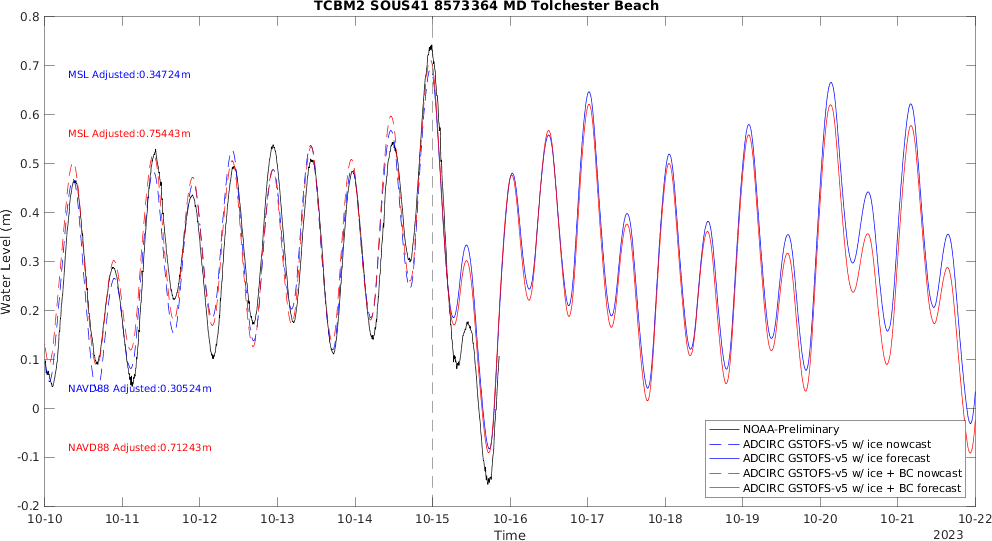 TCBM2 SOUS41 8573364 MD Tolchester Beach
0.8
0.7
0.6
0.5
0.4
0.3
0.2
0.1
0
-0.1
-0.2
Water Level (m)
MSL Adjusted:0.34724m
MSL Adjusted:0.75443m
NAVD88 Adjusted:0.30524m
NAVD88 Adjusted:0.71243m
NOAA-Preliminary
ADCIRC GSTOFS-v5 w/ ice nowcast
ADCIRC GSTOFS-v5 w/ ice forecast
ADCIRC GSTOFS-v5 w/ ice + BC nowcast
ADCIRC GSTOFS-v5 w/ ice + BC forecast
10-10 10-11 10-12 10-13 10-14 10-15 10-16 10-17 10-18 10-19 10-20 10-21 10-22
Time
2023